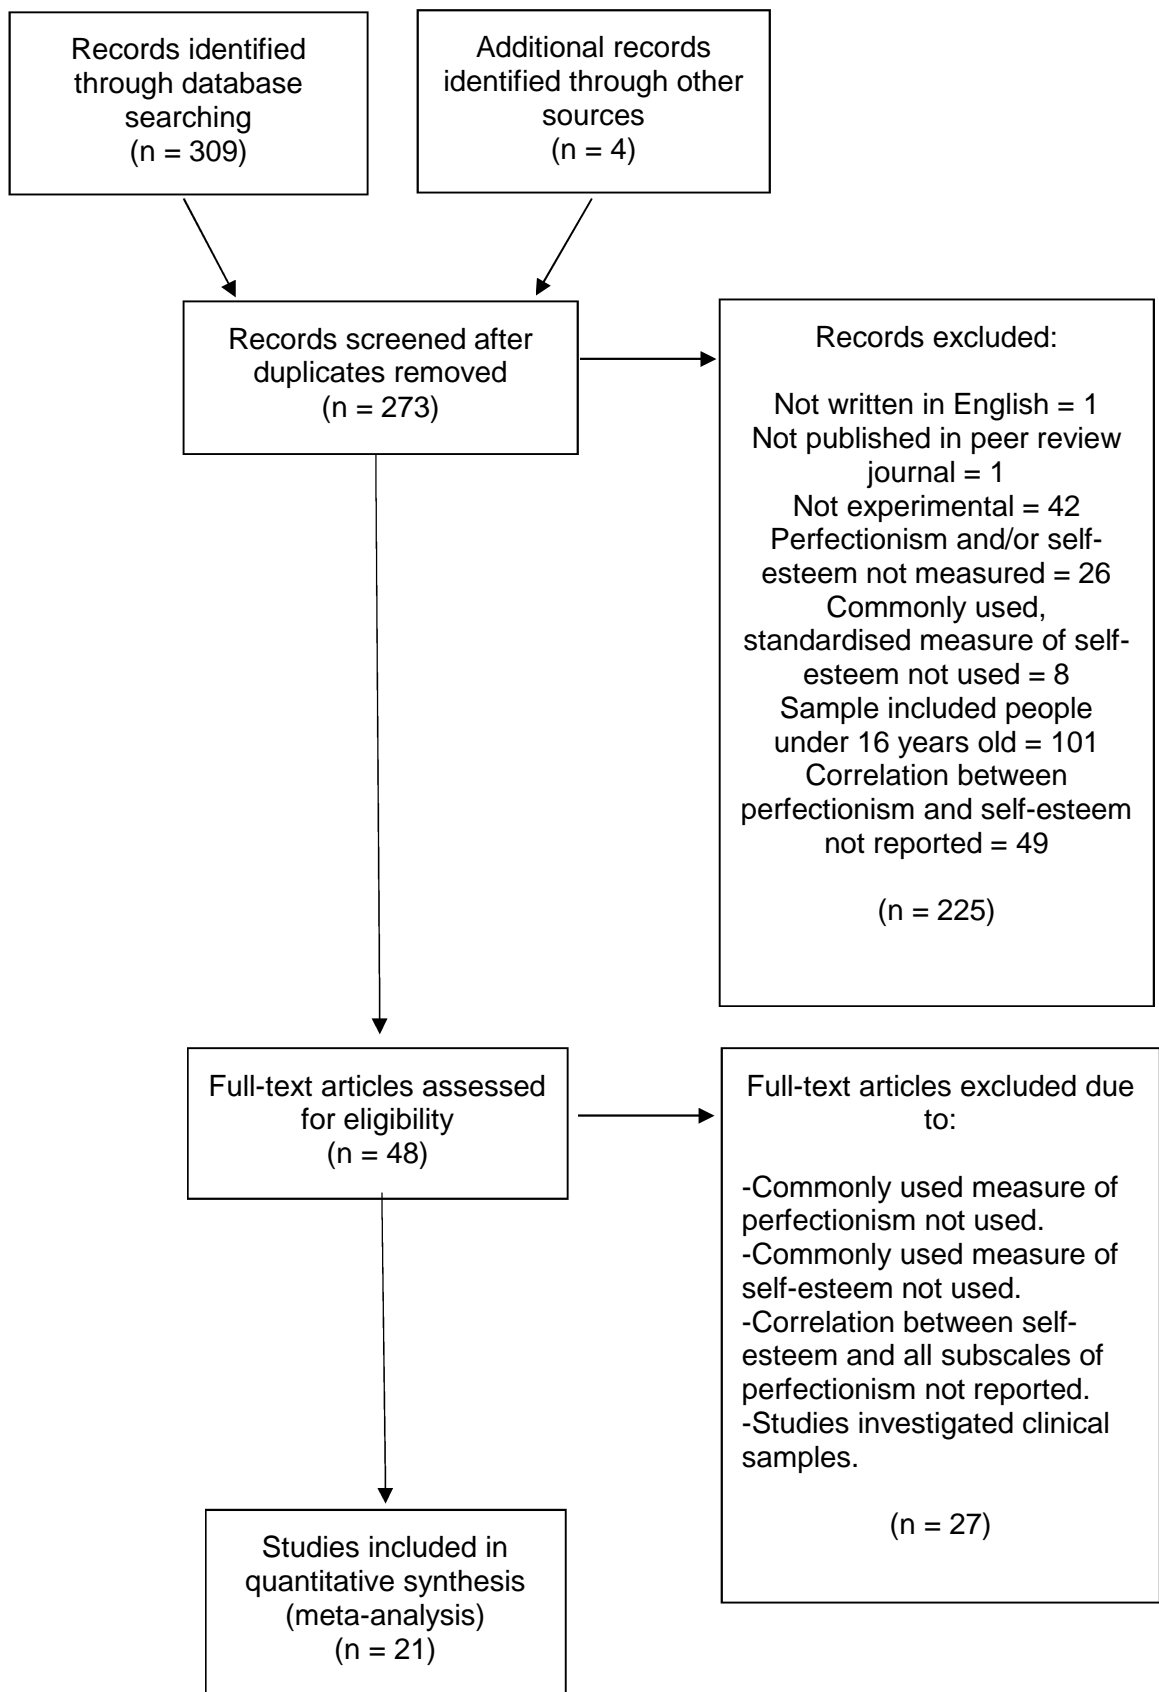 Records identified
through database
searching
(n = 309)
Additional records
identified through other
sources
(n = 4)
Records screened after
duplicates removed
(n = 273)
Records excluded:
Not written in English = 1
Not published in peer review
journal = 1
Not experimental = 42
Perfectionism and/or self-
esteem not measured = 26
Commonly used,
standardised measure of self-
esteem not used = 8
Sample included people
under 16 years old = 101
Correlation between
perfectionism and self-esteem
not reported = 49
(n = 225)
Full-text articles assessed
for eligibility
(n = 48)
Full-text articles excluded due
to:
-Commonly used measure of
perfectionism not used.
-Commonly used measure of
self-esteem not used.
-Correlation between self-
esteem and all subscales of
perfectionism not reported.
-Studies investigated clinical
samples.
(n = 27)
Studies included in
quantitative synthesis
(meta-analysis)
(n = 21)